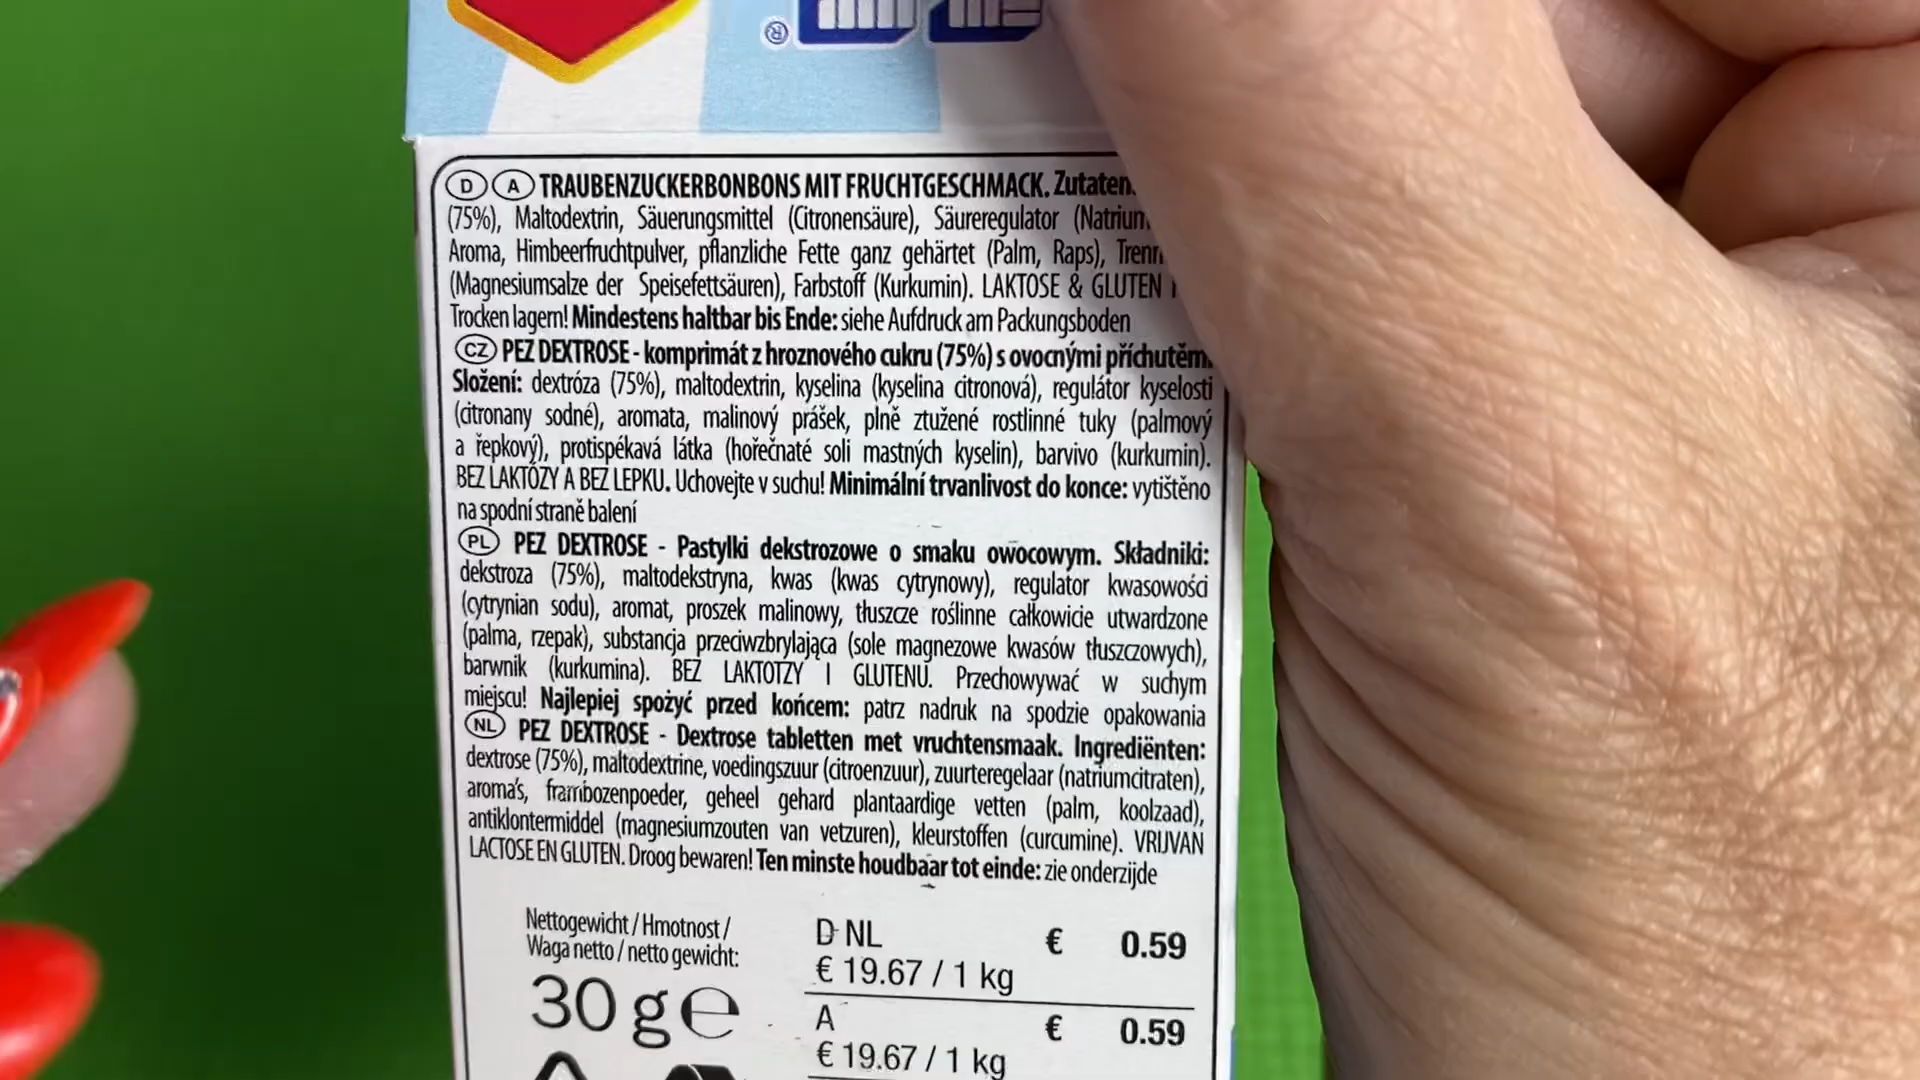 ®
D A TRAUBENZUCKERBONBONS MIT FRUCHTGESCHMACK. Zutaten
(75%), Maltodextrin, Säuerungsmittel (Citronensäure), Säureregulator
Aroma, Himbeerfruchtpulver, pflanzliche Fette ganz gehärtet (Palm, Raps),
(Magnesiumsalze der Speisefettsäuren), Farbstoff (Kurkumin). LAKTOSE & GLUTEN
Trocken lagern! Mindestens haltbar bis Ende: siehe Aufdruck am Packungsboden
CZ PEZ DEXTROSE - komprimát z hroznového cukru (75%) s ovocnými
Složení: dextróza (75%), maltodextrin, kyselina (kyselina citronová), regulátor kyselosti
(citronany sodné), aromata, malinový prášek, plně ztužené rostlinné tuky (palmový
a řepkový), protispékavá látka (hořečnaté soli mastných kyselin), barvivo (kurkumin).
BEZ LAKTÓZY A BEZ LEPKU. Uchovejte v suchu! Minimální trvanlivost do konce: vytištěno
na spodní straně balení
PL PEZ DEXTROSE - Pastylki dekstrozowe o smaku owocowym. Składniki:
dekstroza (75%), maltodekstryna, kwas (kwas cytrynowy), regulator kwasowości
(cytrynian sodu), aromat, proszek malinowy, tłuszcze roślinne całkowicie utwardzone
(palma, rzepak), substancja przeciwzbrylająca (sole magnezowe kwasów tłuszczowych),
barwnik (kurkumina). BEZ LAKTOTZY I GLUTENU. Przechowywać w suchym
miejscu! Najlepiej spożyć przed końcem: patrz nadruk na spodzie opakowania
NL PEZ DEXTROSE - Dextrose tabletten met vruchtensmaak. Ingrediënten:
dextrose (75%), maltodextrine, voedingszuur (citroenzuur), zuurteregelaar (natriumcitraten),
aroma's, frambozenpoeder, geheel gehard plantaardige vetten (palm, koolzaad),
antiklontermiddel (magnesiumzouten van vetzuren), kleurstoffen (curcumine). VRIJ VAN
LACTOSE EN GLUTEN. Droog bewaren! Ten minste houdbaar tot einde: zie onderzijde
Nettogewicht / Hmotnost /
Waga netto / netto gewicht:
30 g e
D NL € 0.59
€ 19.67 / 1 kg
A € 0.59
€ 19.67 / 1 kg